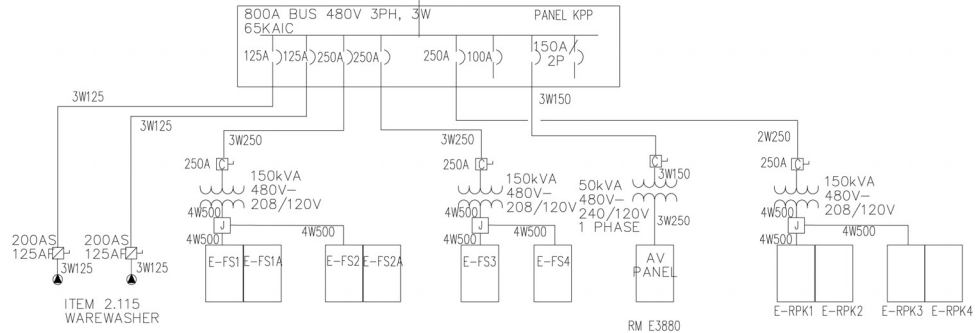 800A BUS 480V 3PH, 3W
65KAIC
PANEL KPP
125A
125A
250A
250A
250A
100A
150A
2P
3W125
3W125
3W250
3W250
3W150
2W250
250A
C
150kVA
480V-
208/120V
4W500
J
4W500
4W500
250A
C
150kVA
480V-
208/120V
4W500
J
4W500
4W500
C
3W150
50kVA
480V-
240/120V
1 PHASE
3W250
250A
C
150kVA
480V-
208/120V
4W500
J
4W500
4W500
200AS
125AF
3W125
200AS
125AF
3W125
ITEM 2.115
WAREWASHER
E-FS1
E-FS1A
E-FS2
E-FS2A
E-FS3
E-FS4
AV
PANEL
RM E3880
E-RPK1
E-RPK2
E-RPK3
E-RPK4